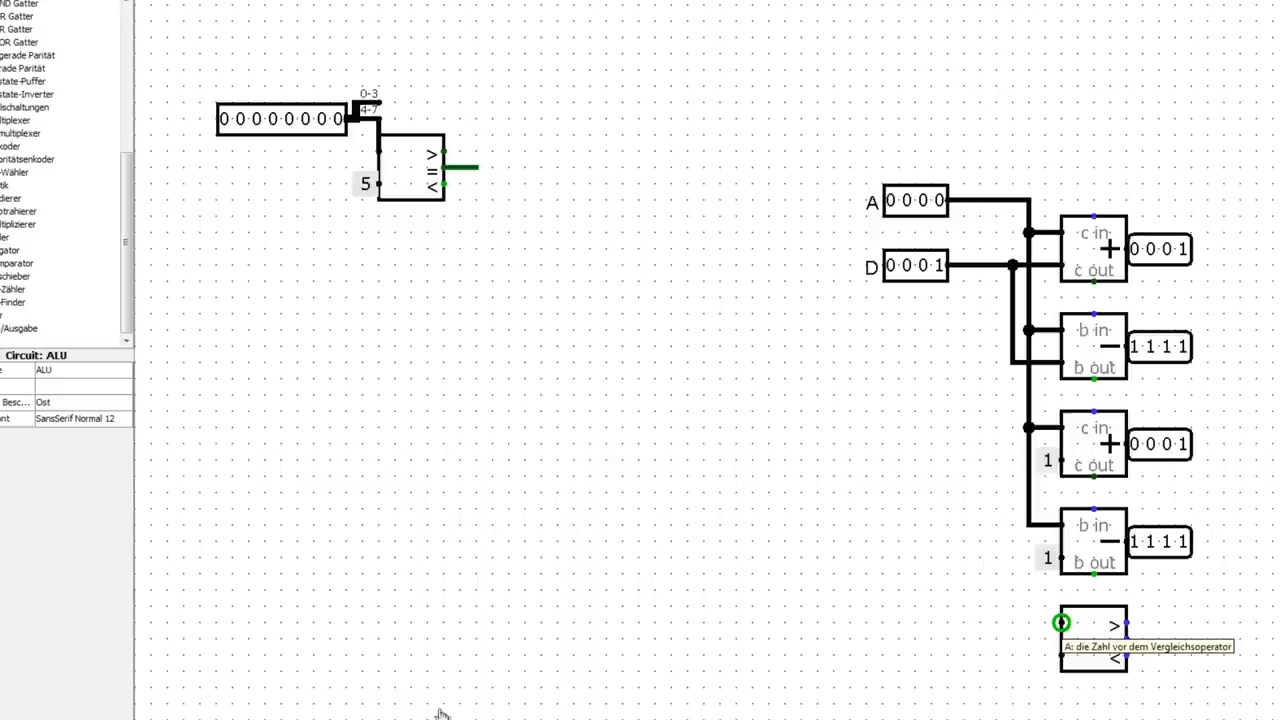 ND Gatter
R Gatter
R Gatter
OR Gatter
gerade Parität
rade Parität
state-Puffer
state-Inverter
lschaltungen
iplexer
multiplexer
koder
oritätsenkoder
-Wähler
tik
dierer
otrahierer
ltiplizierer
ler
gator
mparator
schieber
-Zähler
-Finder
r
/Ausgabe
Circuit: ALU
e ALU
Besc... Ost
nt SansSerif Normal 12
0 0 0 0 0 0 0 0
0-3
4-7
>
=
5 <
A 0 0 0 0
D 0 0 0 1
c in
+ 0 0 0 1
c out
b in
− 1 1 1 1
b out
c in
+ 0 0 0 1
1 c out
b in
− 1 1 1 1
1 b out
>
A: die Zahl vor dem Vergleichsoperator
<